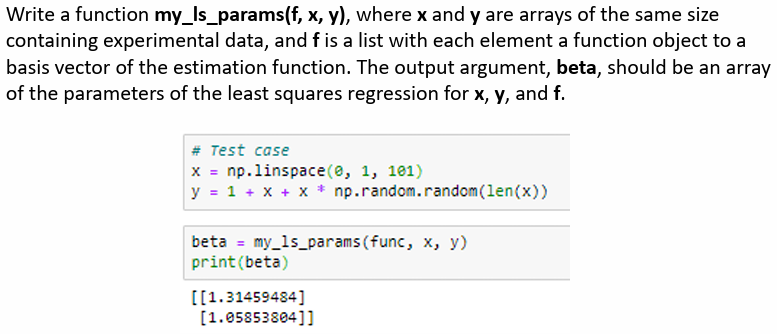 Write a function my_ls_params(f, x, y), where x and y are arrays of the same size
containing experimental data, and f is a list with each element a function object to a
basis vector of the estimation function. The output argument, beta, should be an array
of the parameters of the least squares regression for x, y, and f.
# Test case
x = np.linspace(0, 1, 101)
y = 1 + x + x * np.random.random(len(x))
beta = my_ls_params(func, x, y)
print(beta)
[[1.31459484]
[1.05853804]]